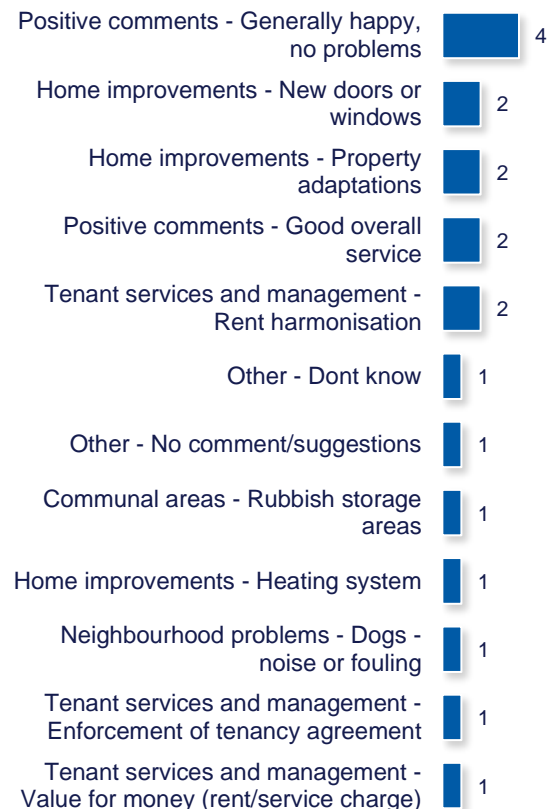 Positive comments - Generally happy,
no problems
4
Home improvements - New doors or
windows
2
Home improvements - Property
adaptations
2
Positive comments - Good overall
service
2
Tenant services and management -
Rent harmonisation
2
Other - Dont know
1
Other - No comment/suggestions
1
Communal areas - Rubbish storage
areas
1
Home improvements - Heating system
1
Neighbourhood problems - Dogs -
noise or fouling
1
Tenant services and management -
Enforcement of tenancy agreement
1
Tenant services and management -
Value for money (rent/service charge)
1